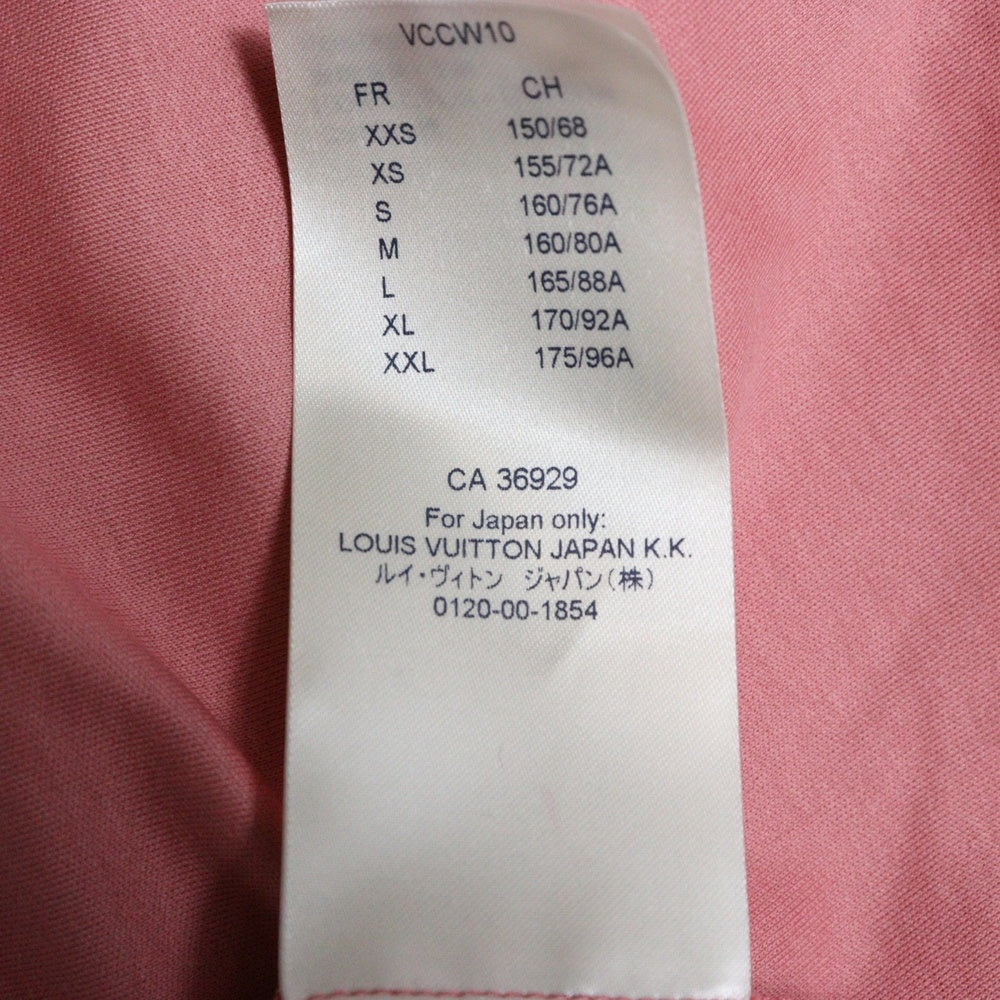 VCCW10
FR CH
XXS 150/68
XS 155/72A
S 160/76A
M 160/80A
L 165/88A
XL 170/92A
XXL 175/96A
CA 36929
For Japan only:
LOUIS VUITTON JAPAN K.K.
ルイ・ヴィトン ジャパン(株)
0120-00-1854